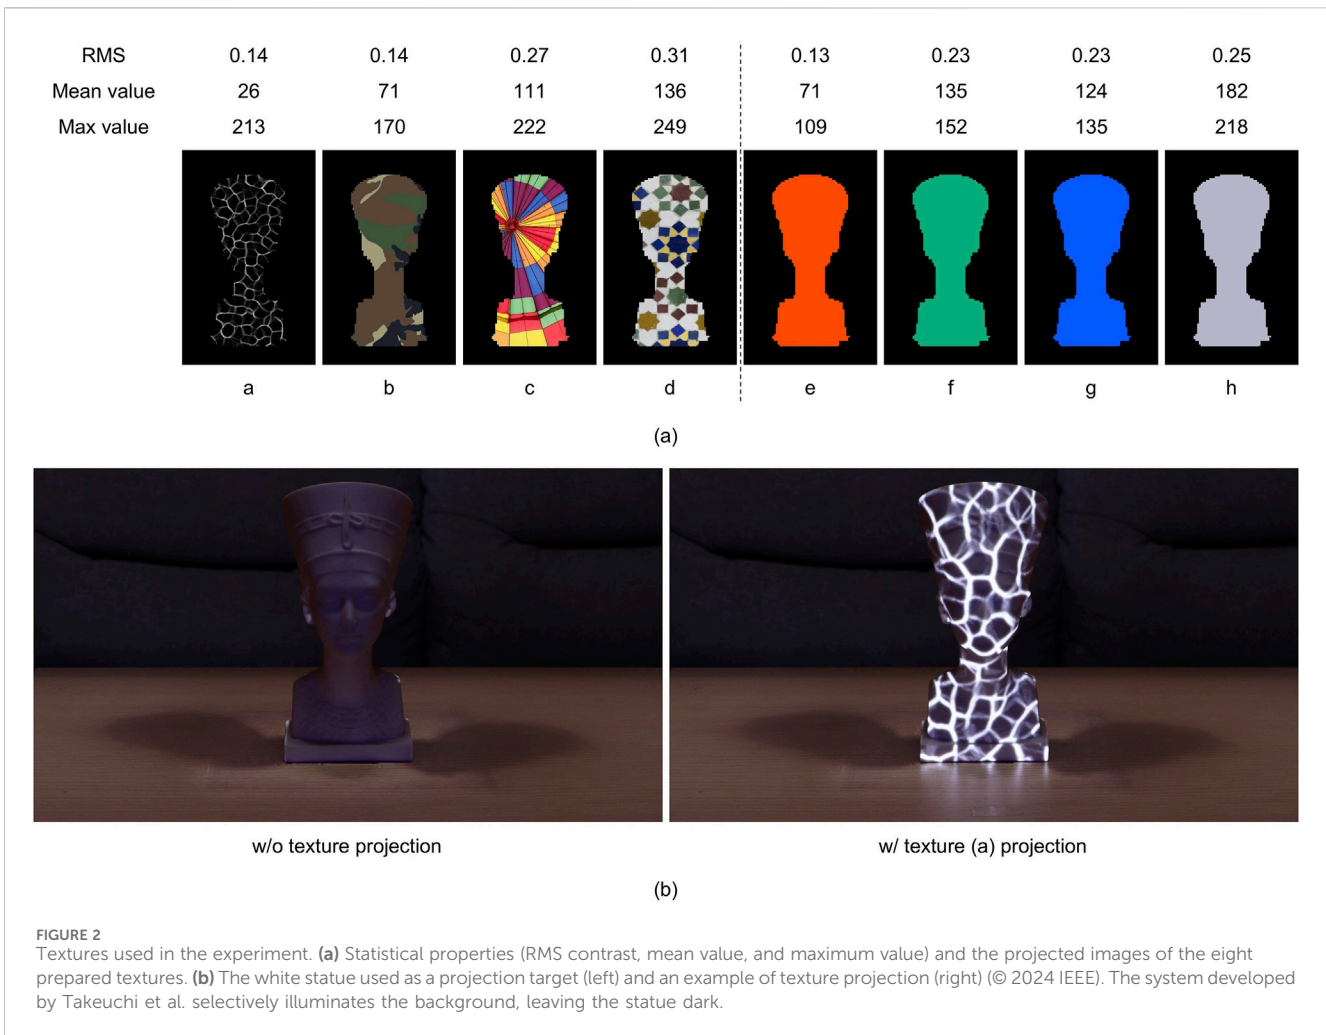 RMS 0.14 0.14 0.27 0.31 0.13 0.23 0.23 0.25
Mean value 26 71 111 136 71 135 124 182
Max value 213 170 222 249 109 152 135 218
a b c d e f g h
(a)
w/o texture projection w/ texture (a) projection
(b)
FIGURE 2
Textures used in the experiment. (a) Statistical properties (RMS contrast, mean value, and maximum value) and the projected images of the eight
prepared textures. (b) The white statue used as a projection target (left) and an example of texture projection (right) (© 2024 IEEE). The system developed
by Takeuchi et al. selectively illuminates the background, leaving the statue dark.